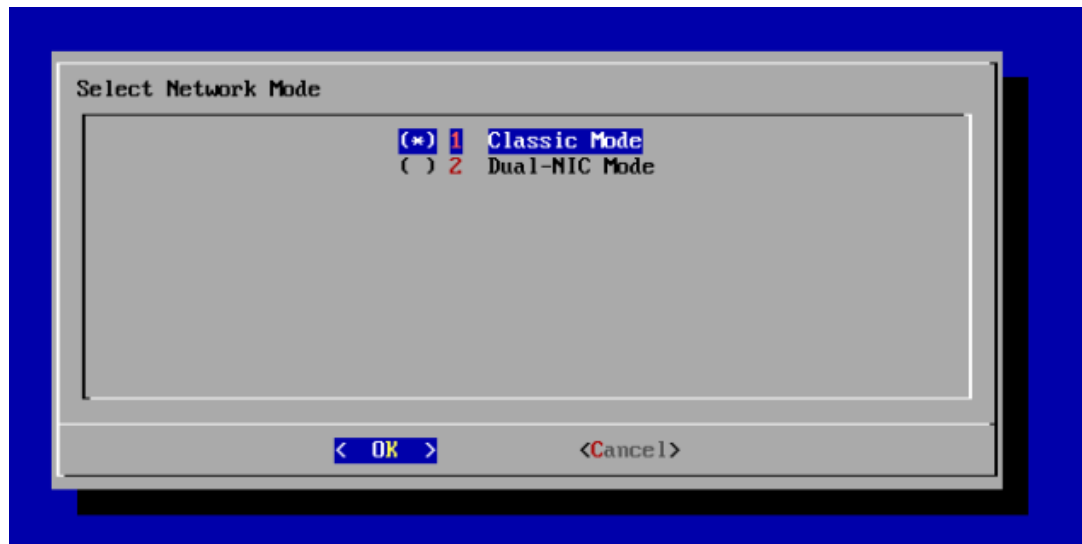 Select Network Mode
(*) 1 Classic Mode
( ) 2 Dual-NIC Mode
< OK > <Cancel>